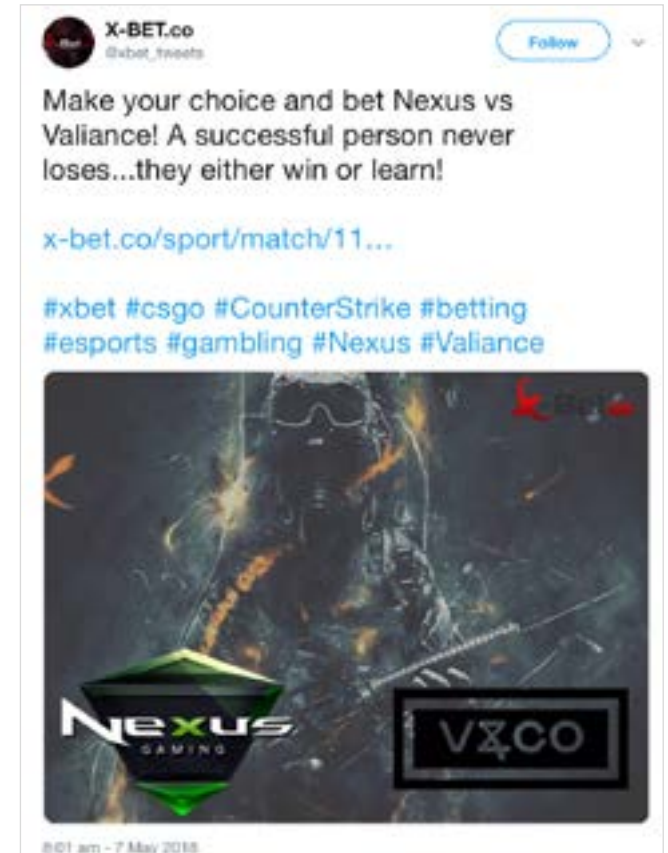 X-BET.co
@xbet_tweets
Follow
Make your choice and bet Nexus vs
Valiance! A successful person never
loses...they either win or learn!
x-bet.co/sport/match/11...
#xbet #csgo #CounterStrike #betting
#esports #gambling #Nexus #Valiance
X-Bet.co
Nexus
GAMING
V&CO
8:01 am - 7 May 2018